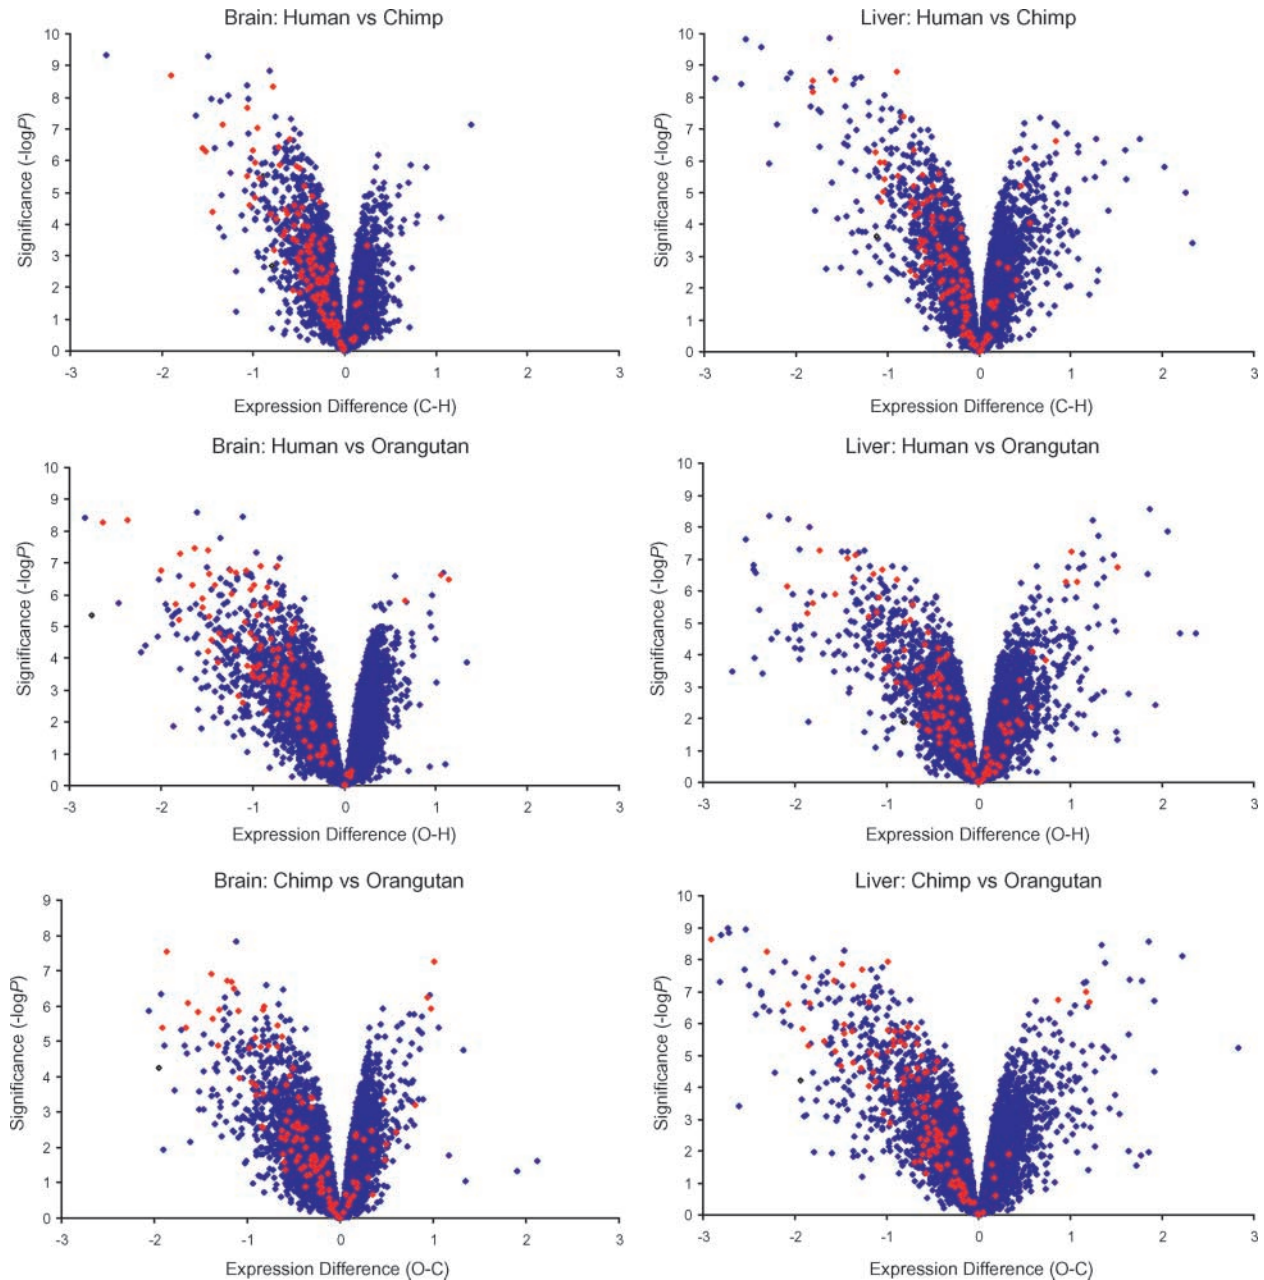 Brain: Human vs Chimp
10
9
8
7
6
5
4
3
2
1
0
Significance (-logP)
-3 -2 -1 0 1 2 3
Expression Difference (C-H)
Liver: Human vs Chimp
10
9
8
7
6
5
4
3
2
1
0
Significance (-logP)
-3 -2 -1 0 1 2 3
Expression Difference (C-H)
Brain: Human vs Orangutan
10
9
8
7
6
5
4
3
2
1
0
Significance (-logP)
-3 -2 -1 0 1 2 3
Expression Difference (O-H)
Liver: Human vs Orangutan
10
9
8
7
6
5
4
3
2
1
0
Significance (-logP)
-3 -2 -1 0 1 2 3
Expression Difference (O-H)
Brain: Chimp vs Orangutan
9
8
7
6
5
4
3
2
1
0
Significance (-logP)
-3 -2 -1 0 1 2 3
Expression Difference (O-C)
Liver: Chimp vs Orangutan
10
9
8
7
6
5
4
3
2
1
0
Significance (-logP)
-3 -2 -1 0 1 2 3
Expression Difference (O-C)